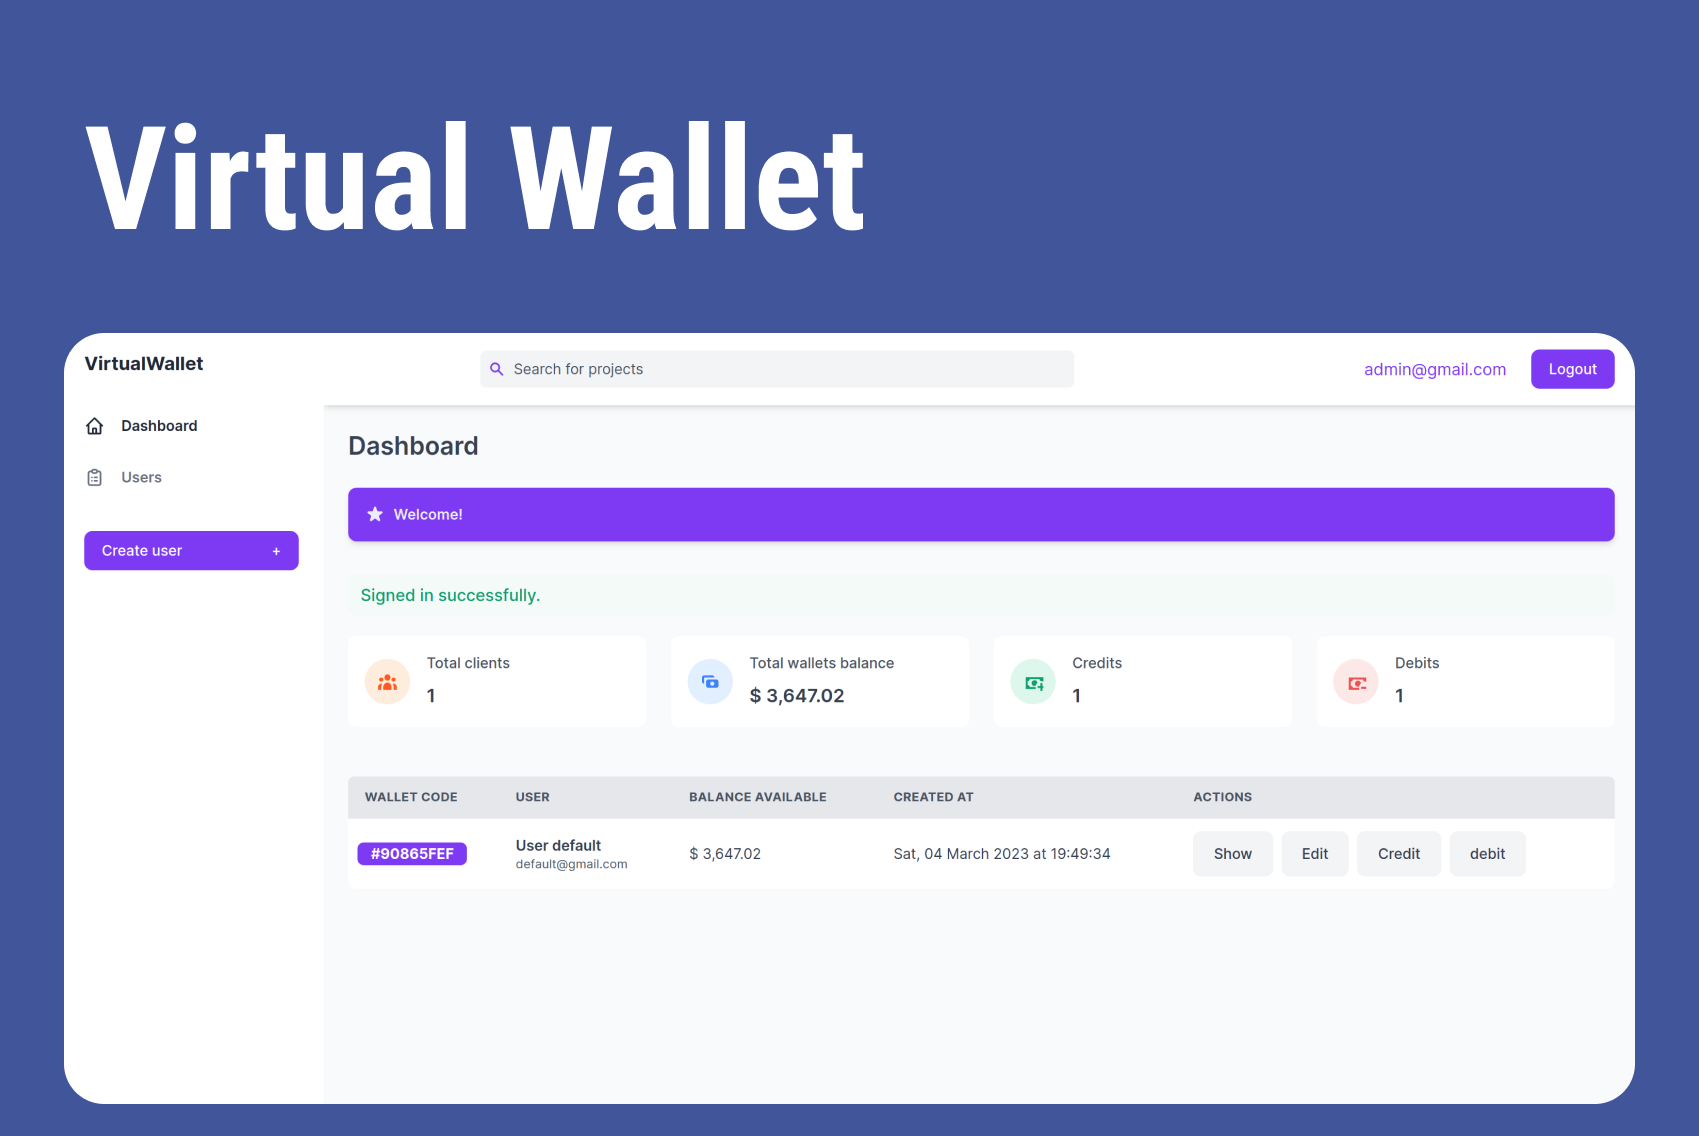 Virtual Wallet
VirtualWallet
Search for projects
admin@gmail.com
Logout
Dashboard
Users
Create user +
Dashboard
Welcome!
Signed in successfully.
Total clients
1
Total wallets balance
$ 3,647.02
Credits
1
Debits
1
WALLET CODE USER BALANCE AVAILABLE CREATED AT ACTIONS
#90865FEF
User default
default@gmail.com
$ 3,647.02
Sat, 04 March 2023 at 19:49:34
Show Edit Credit debit